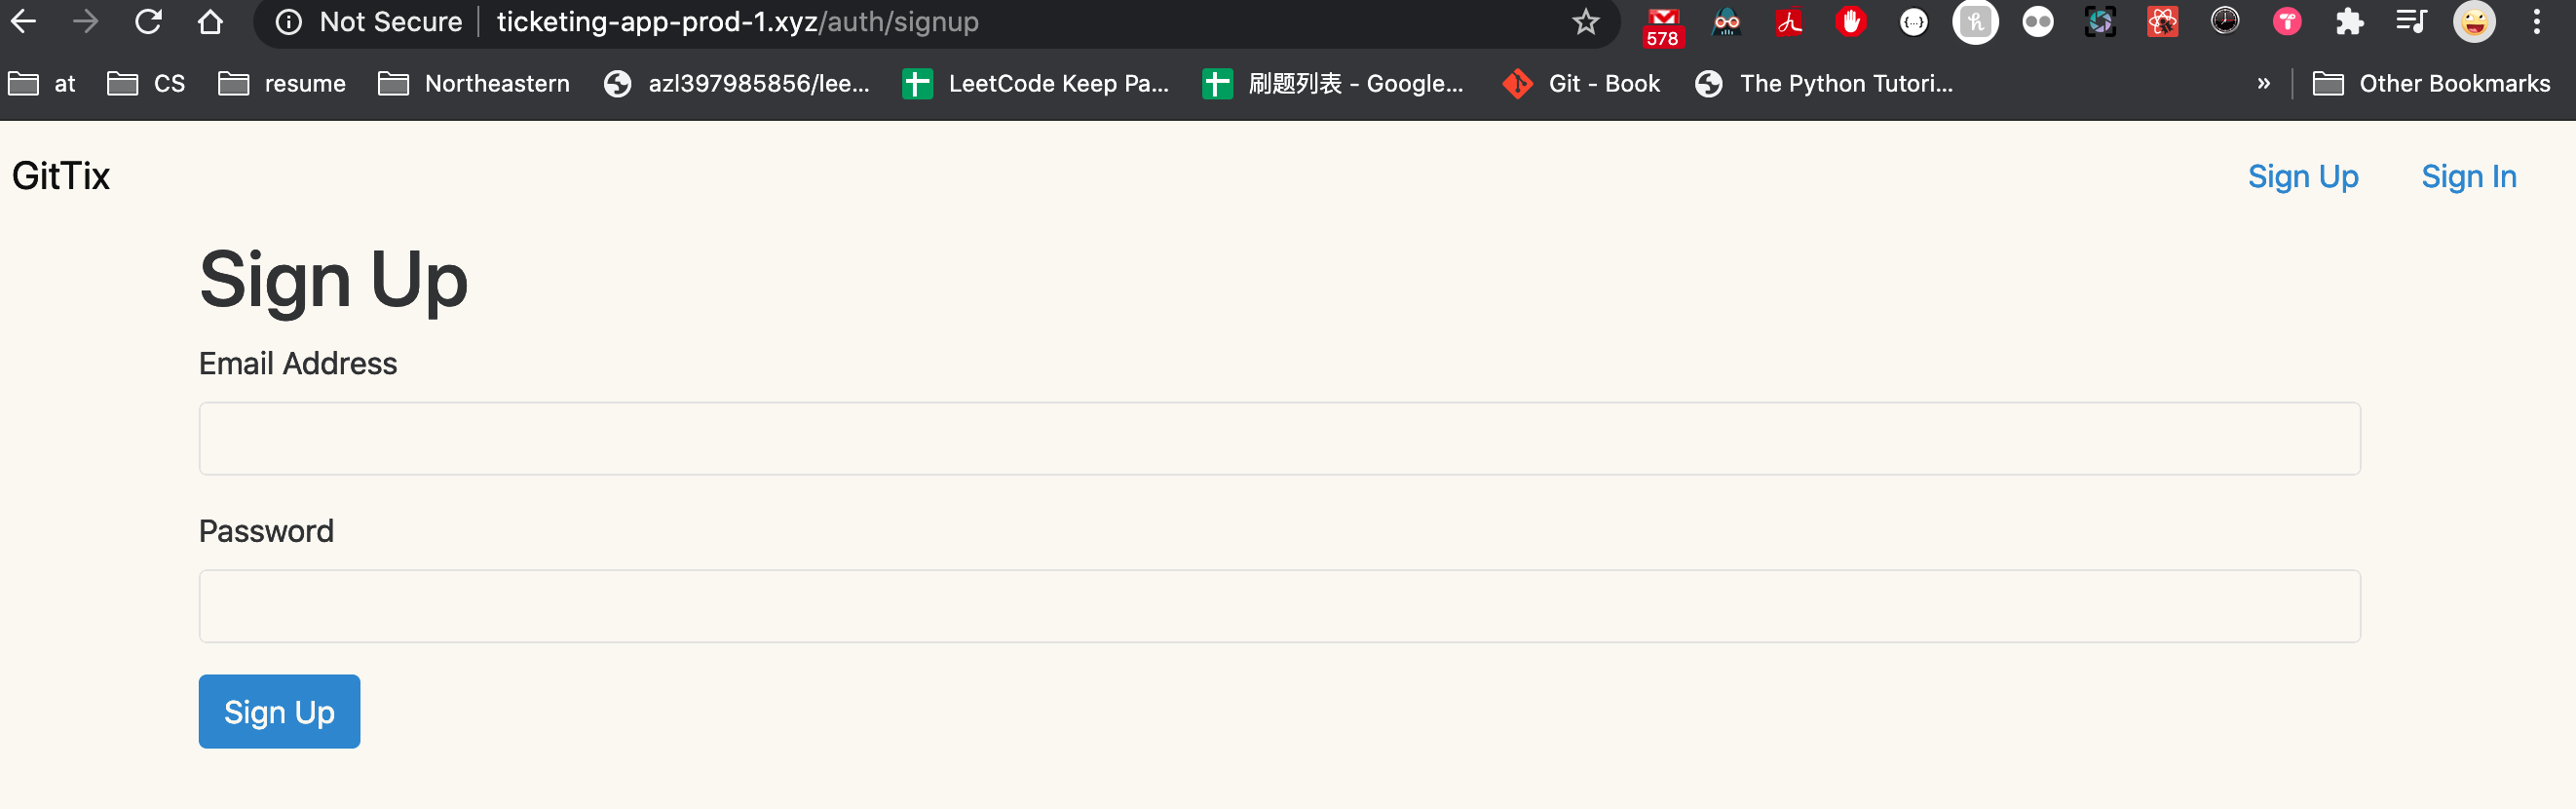 Not Secure ticketing-app-prod-1.xyz/auth/signup 578
at CS resume Northeastern azl397985856/lee... LeetCode Keep Pa... 刷题列表 - Google... Git - Book The Python Tutori... » Other Bookmarks
GitTix Sign Up Sign In
Sign Up
Email Address
Password
Sign Up